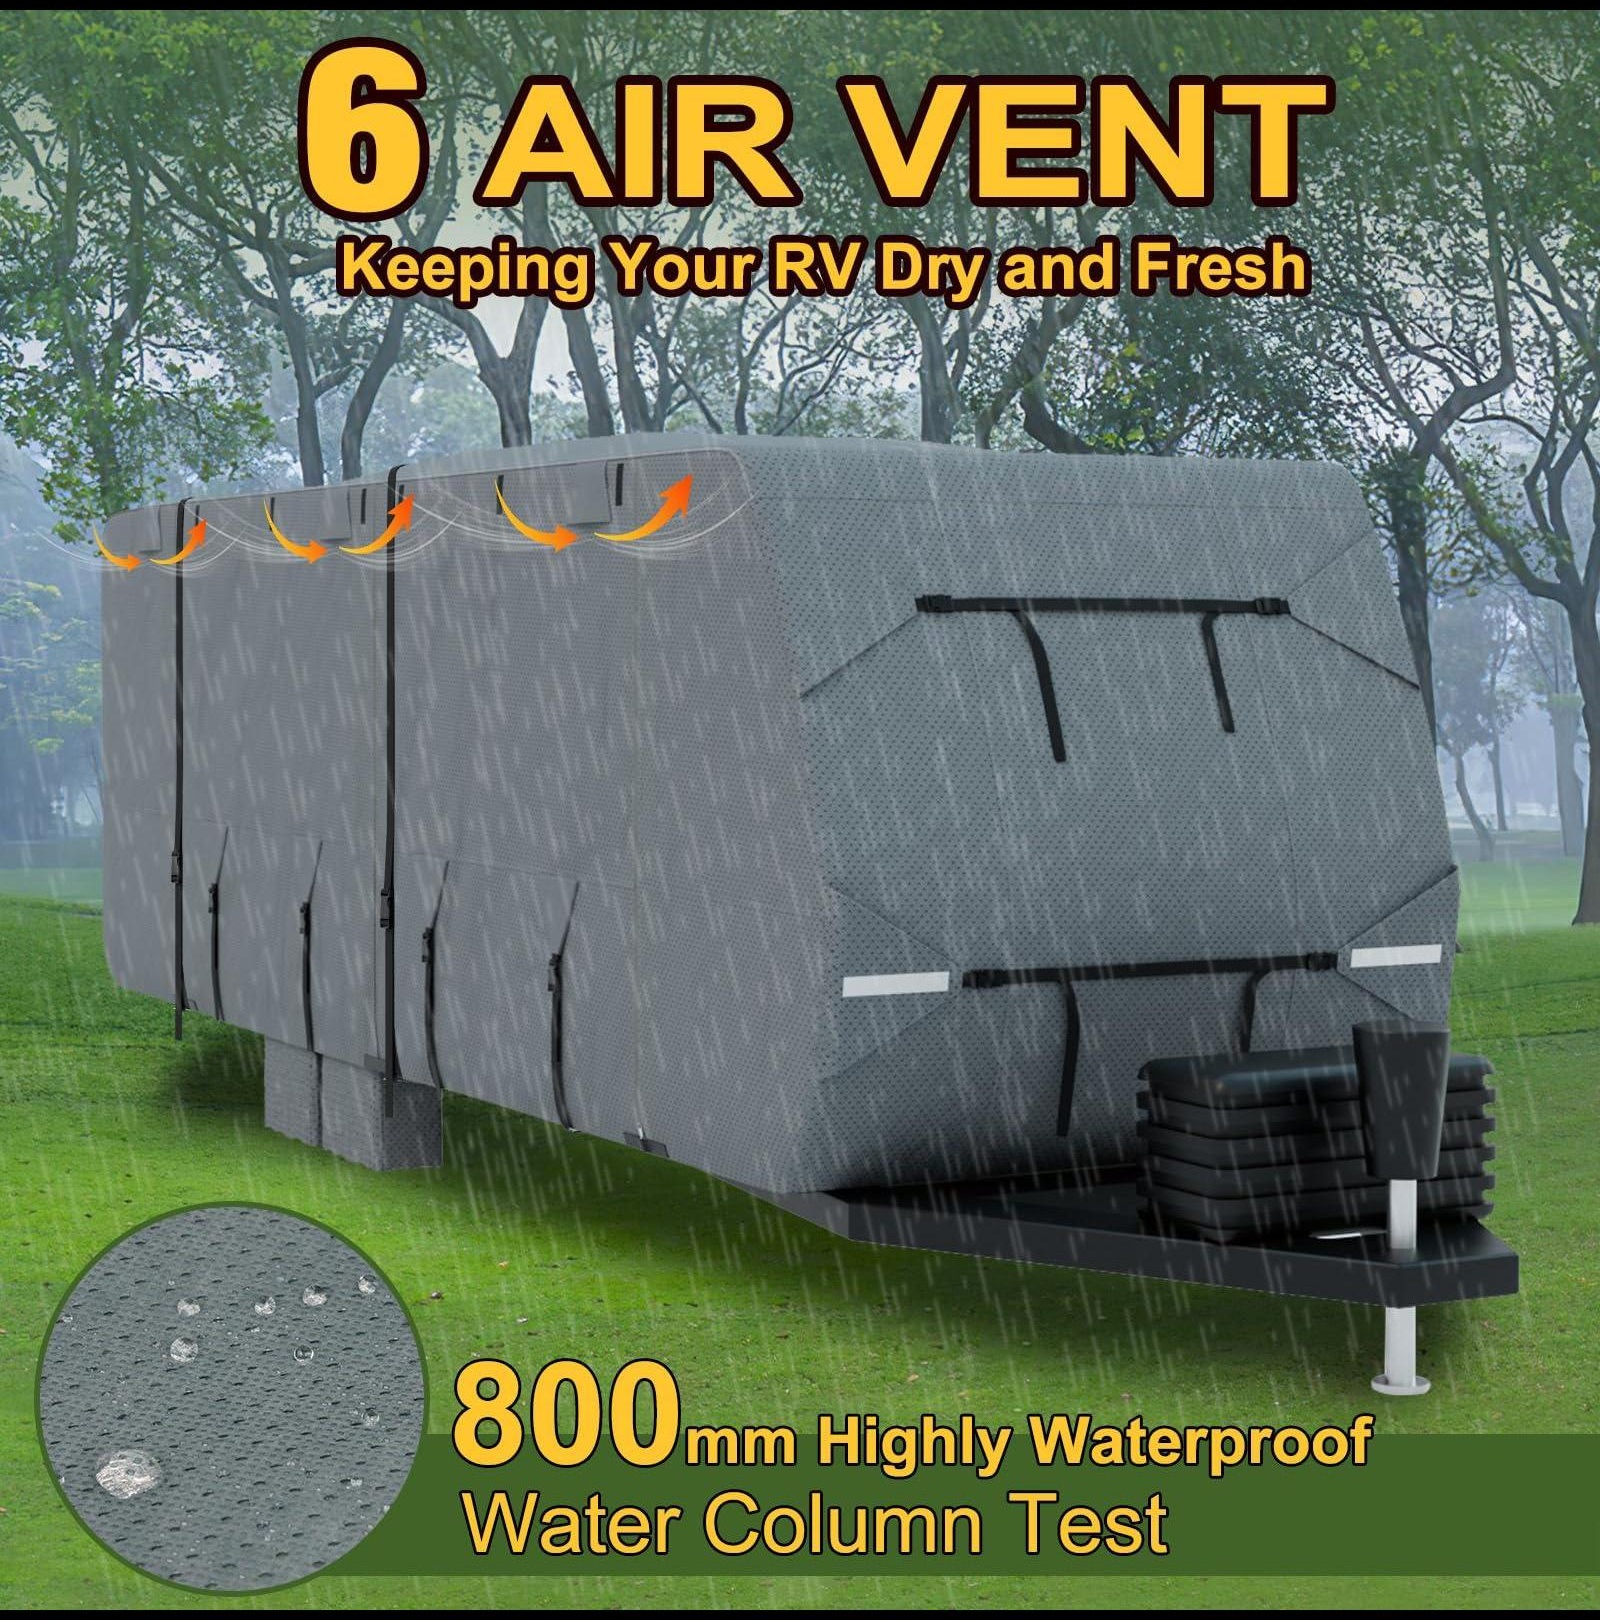 6 AIR VENT
Keeping Your RV Dry and Fresh
800mm Highly Waterproof
Water Column Test